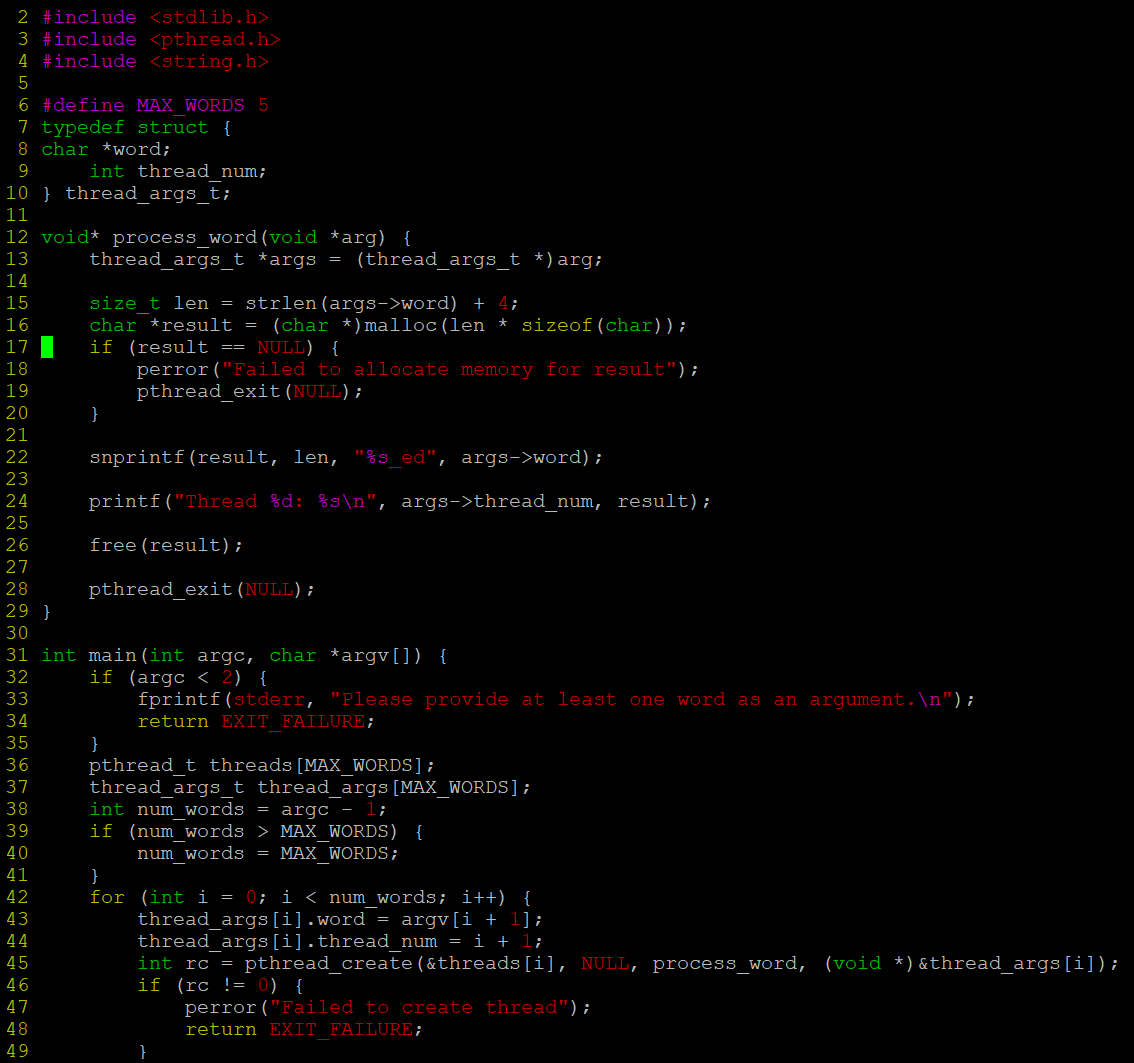 2 #include <stdlib.h>
3 #include <pthread.h>
4 #include <string.h>
5
6 #define MAX_WORDS 5
7 typedef struct {
8 char *word;
9     int thread_num;
10 } thread_args_t;
11
12 void* process_word(void *arg) {
13     thread_args_t *args = (thread_args_t *)arg;
14
15     size_t len = strlen(args->word) + 4;
16     char *result = (char *)malloc(len * sizeof(char));
17     if (result == NULL) {
18         perror("Failed to allocate memory for result");
19         pthread_exit(NULL);
20     }
21
22     snprintf(result, len, "%s_ed", args->word);
23
24     printf("Thread %d: %s\n", args->thread_num, result);
25
26     free(result);
27
28     pthread_exit(NULL);
29 }
30
31 int main(int argc, char *argv[]) {
32     if (argc < 2) {
33         fprintf(stderr, "Please provide at least one word as an argument.\n");
34         return EXIT_FAILURE;
35     }
36     pthread_t threads[MAX_WORDS];
37     thread_args_t thread_args[MAX_WORDS];
38     int num_words = argc - 1;
39     if (num_words > MAX_WORDS) {
40         num_words = MAX_WORDS;
41     }
42     for (int i = 0; i < num_words; i++) {
43         thread_args[i].word = argv[i + 1];
44         thread_args[i].thread_num = i + 1;
45         int rc = pthread_create(&threads[i], NULL, process_word, (void *)&thread_args[i]);
46         if (rc != 0) {
47             perror("Failed to create thread");
48             return EXIT_FAILURE;
49         }